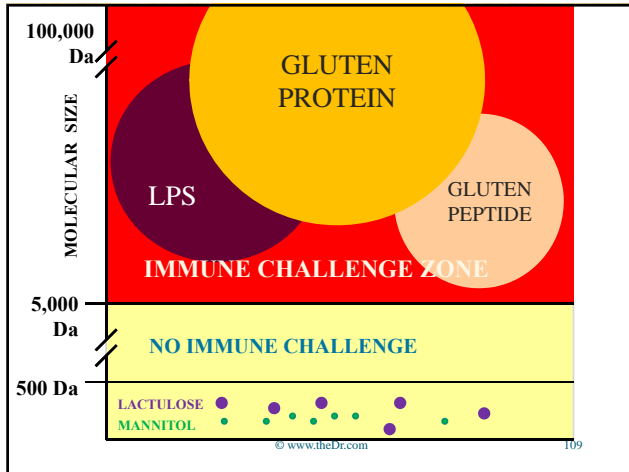 100,000
Da
MOLECULAR SIZE
GLUTEN
PROTEIN
LPS
GLUTEN
PEPTIDE
IMMUNE CHALLENGE ZONE
5,000
Da
NO IMMUNE CHALLENGE
500 Da
LACTULOSE
MANNITOL
© www.theDr.com
109